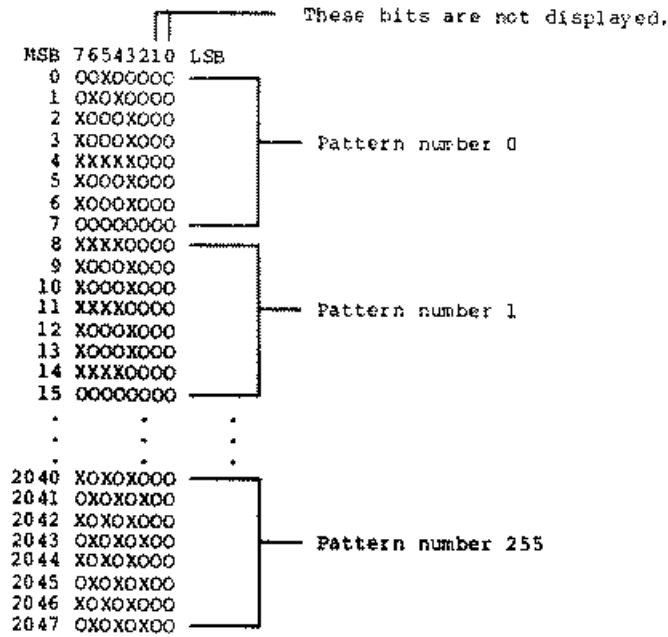 These bits are not displayed.
MSB 76543210 LSB
0 OOXOOOOO
1 OXOXOOOO
2 XOOOXOOO
3 XOOOXOOO Pattern number 0
4 XXXXXOOO
5 XOOOXOOO
6 XOOOXOOO
7 OOOOOOOO
8 XXXXOOOO
9 XOOOXOOO
10 XOOOXOOO
11 XXXXOOOO Pattern number 1
12 XOOOXOOO
13 XOOOXOOO
14 XXXXOOOO
15 OOOOOOOO
2040 XOXOXOOO
2041 OXOXOXOO
2042 XOXOXOOO
2043 OXOXOXOO Pattern number 255
2044 XOXOXOOO
2045 OXOXOXOO
2046 XOXOXOOO
2047 OXOXOXOO